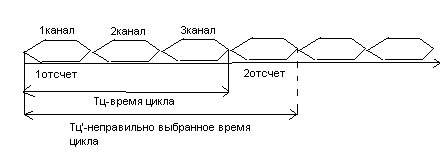 1канал 2канал 3канал
1отсчет 2отсчет
Тц-время цикла
Тц'-неправильно выбранное время
цикла